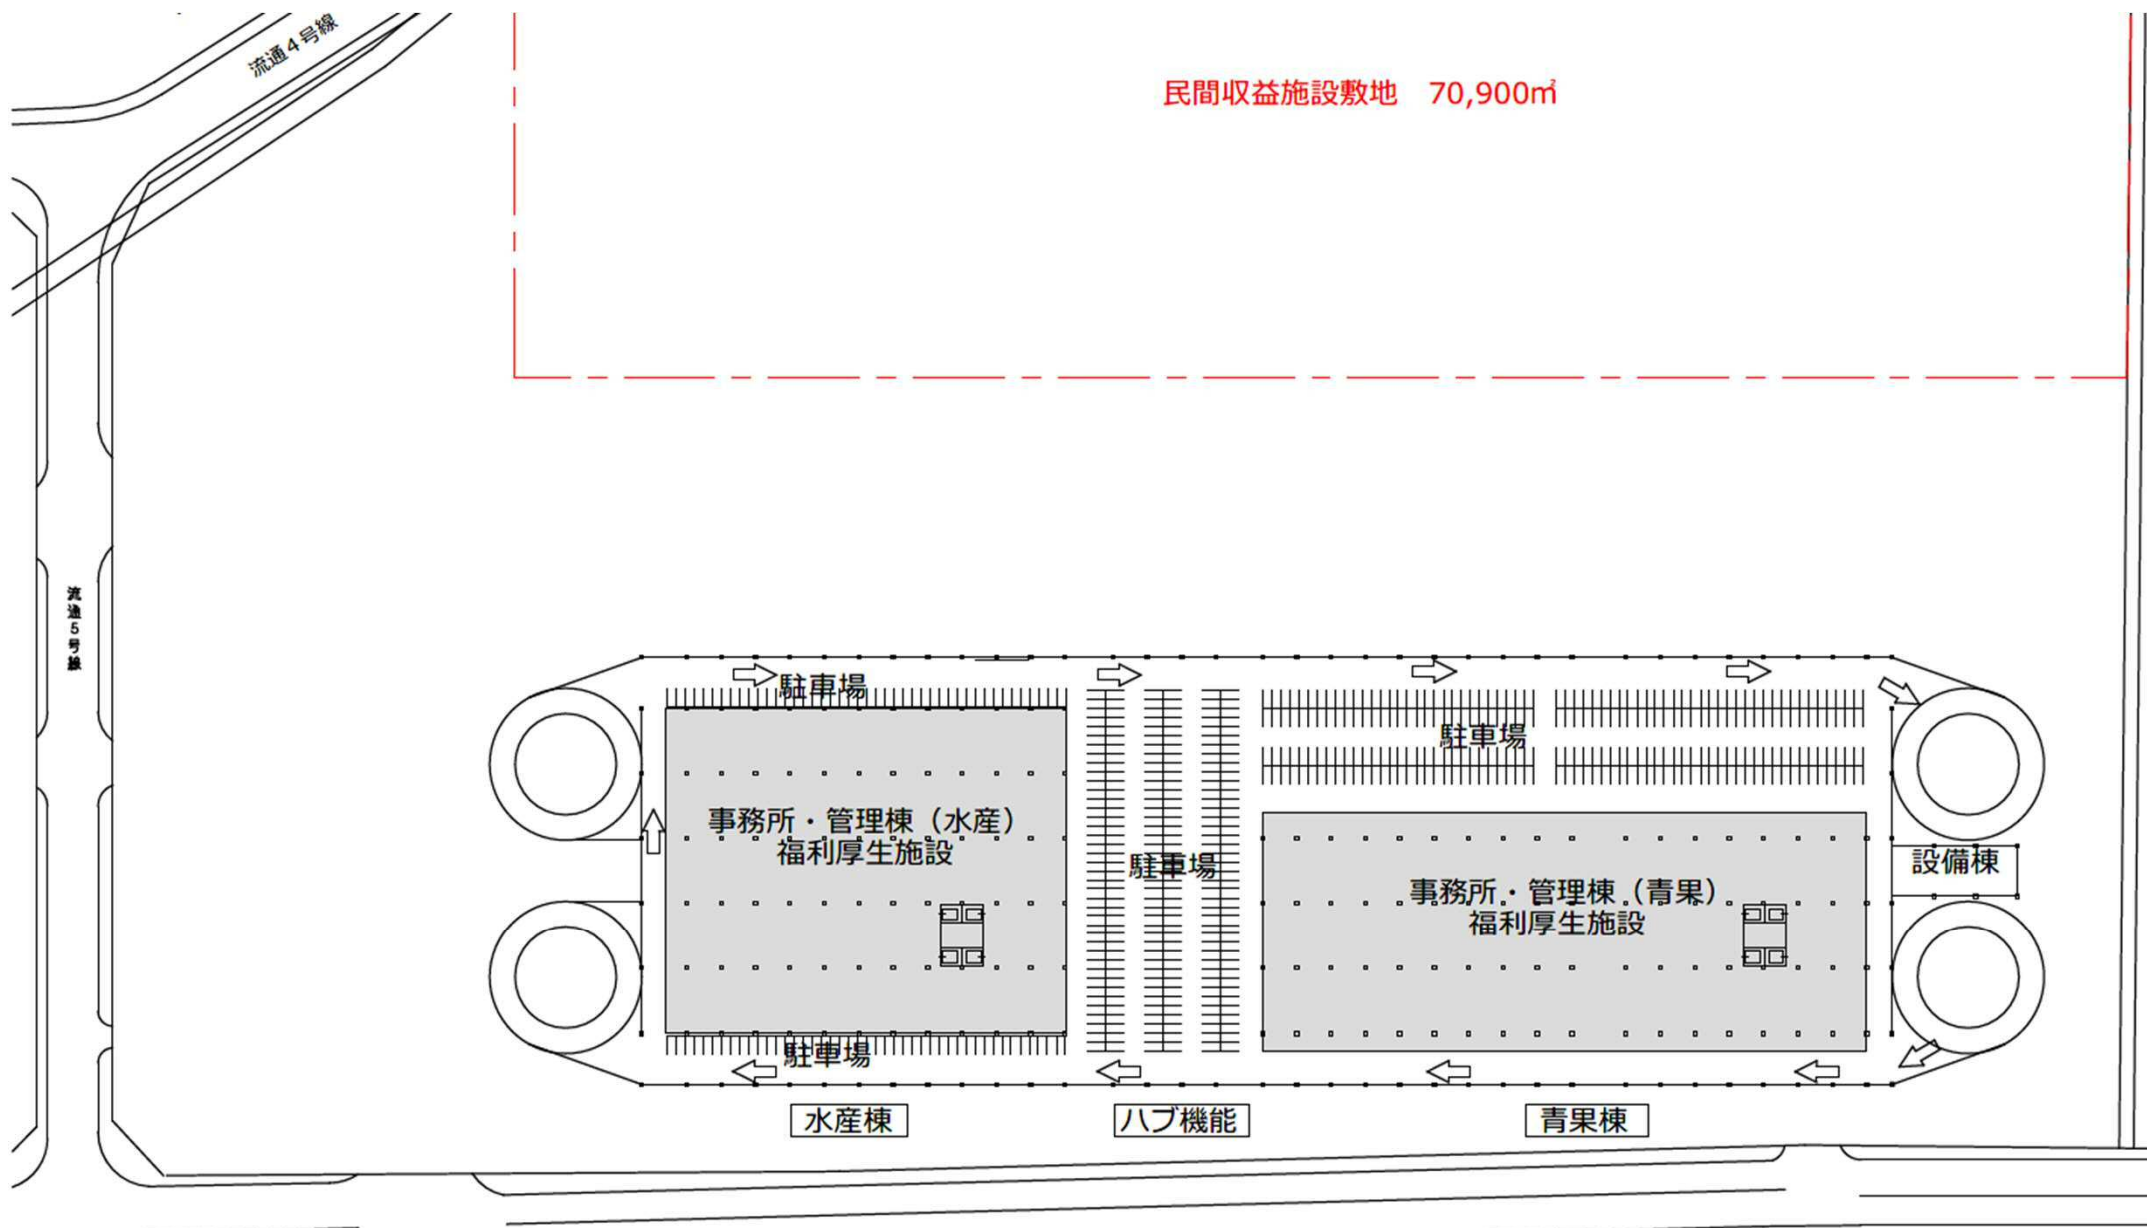 流通4号線
民間収益施設敷地　70,900㎡
流通5号線
駐車場
駐車場
事務所・管理棟（水産）
福利厚生施設
駐車場
設備棟
事務所・管理棟（青果）
福利厚生施設
駐車場
水産棟
ハブ機能
青果棟